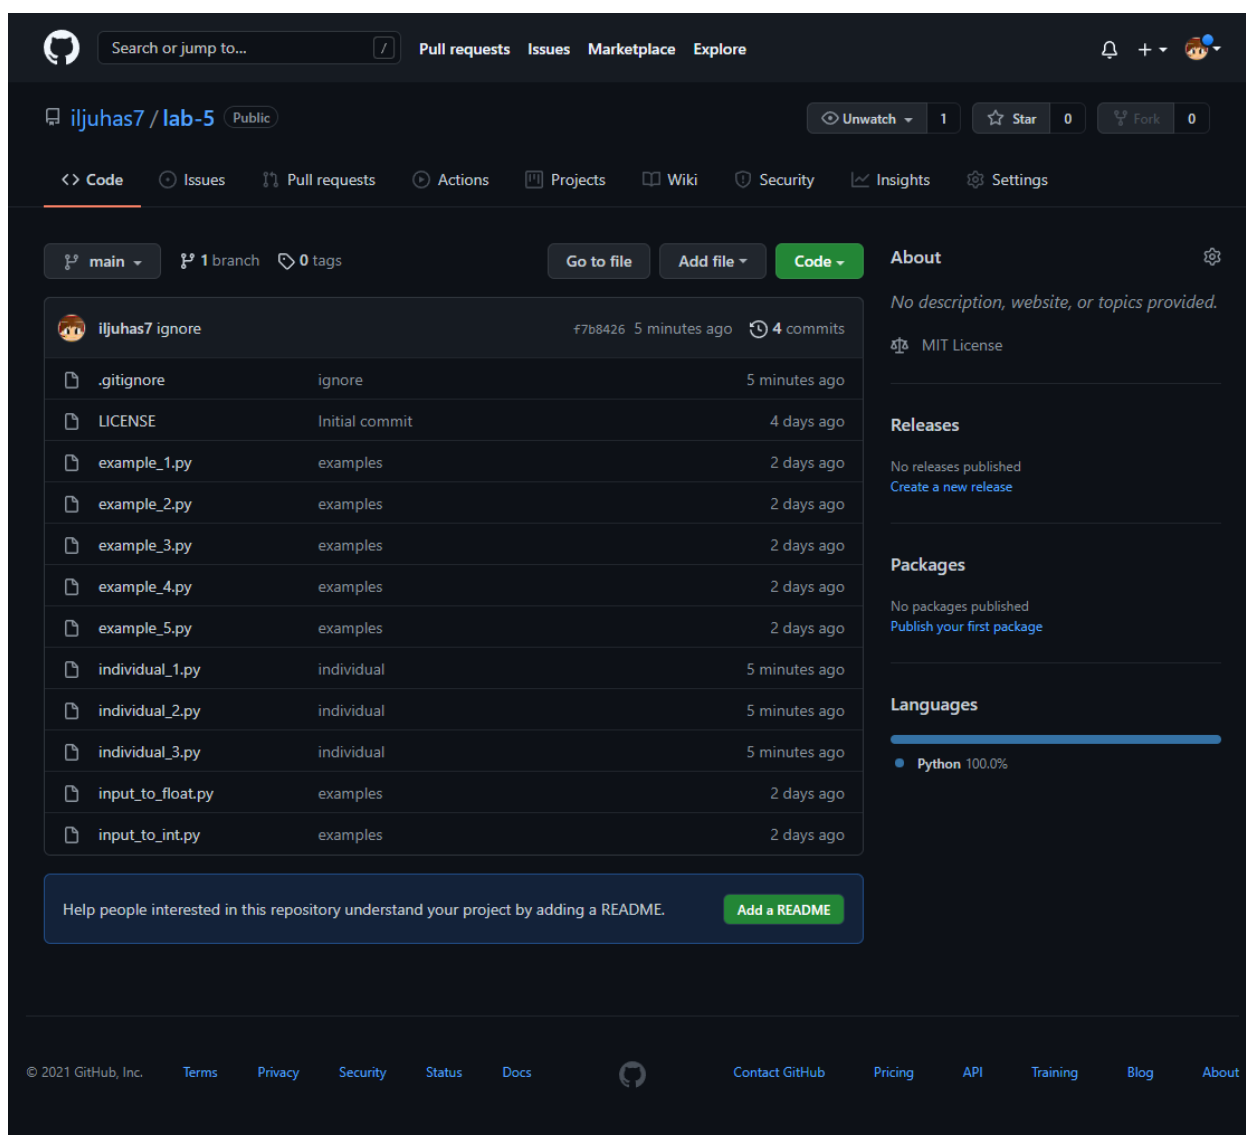 Search or jump to... / Pull requests Issues Marketplace Explore
iljuhas7 / lab-5 Public Unwatch 1 Star 0 Fork 0
Code Issues Pull requests Actions Projects Wiki Security Insights Settings
main 1 branch 0 tags Go to file Add file Code
iljuhas7 ignore f7b8426 5 minutes ago 4 commits
.gitignore ignore 5 minutes ago
LICENSE Initial commit 4 days ago
example_1.py examples 2 days ago
example_2.py examples 2 days ago
example_3.py examples 2 days ago
example_4.py examples 2 days ago
example_5.py examples 2 days ago
individual_1.py individual 5 minutes ago
individual_2.py individual 5 minutes ago
individual_3.py individual 5 minutes ago
input_to_float.py examples 2 days ago
input_to_int.py examples 2 days ago
Help people interested in this repository understand your project by adding a README. Add a README
About
No description, website, or topics provided.
MIT License
Releases
No releases published
Create a new release
Packages
No packages published
Publish your first package
Languages
Python 100.0%
© 2021 GitHub, Inc. Terms Privacy Security Status Docs Contact GitHub Pricing API Training Blog About